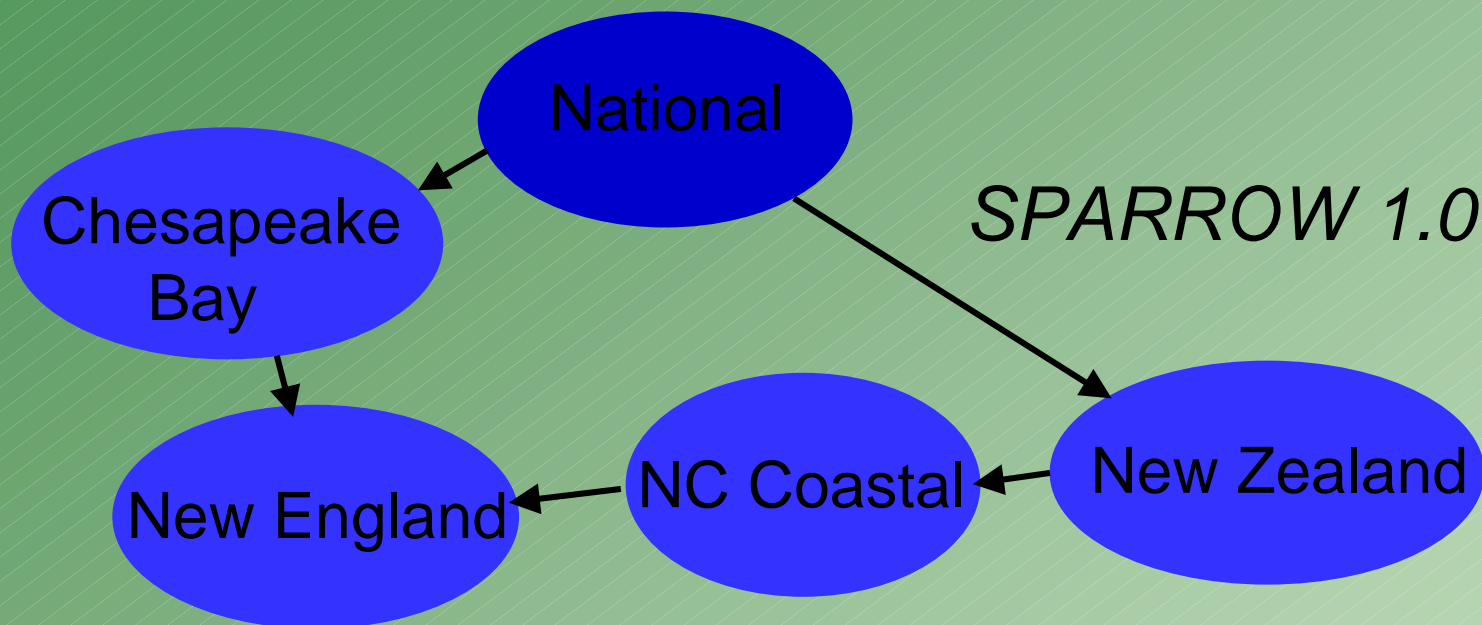 National
Chesapeake
Bay
SPARROW 1.0
New England
NC Coastal
New Zealand